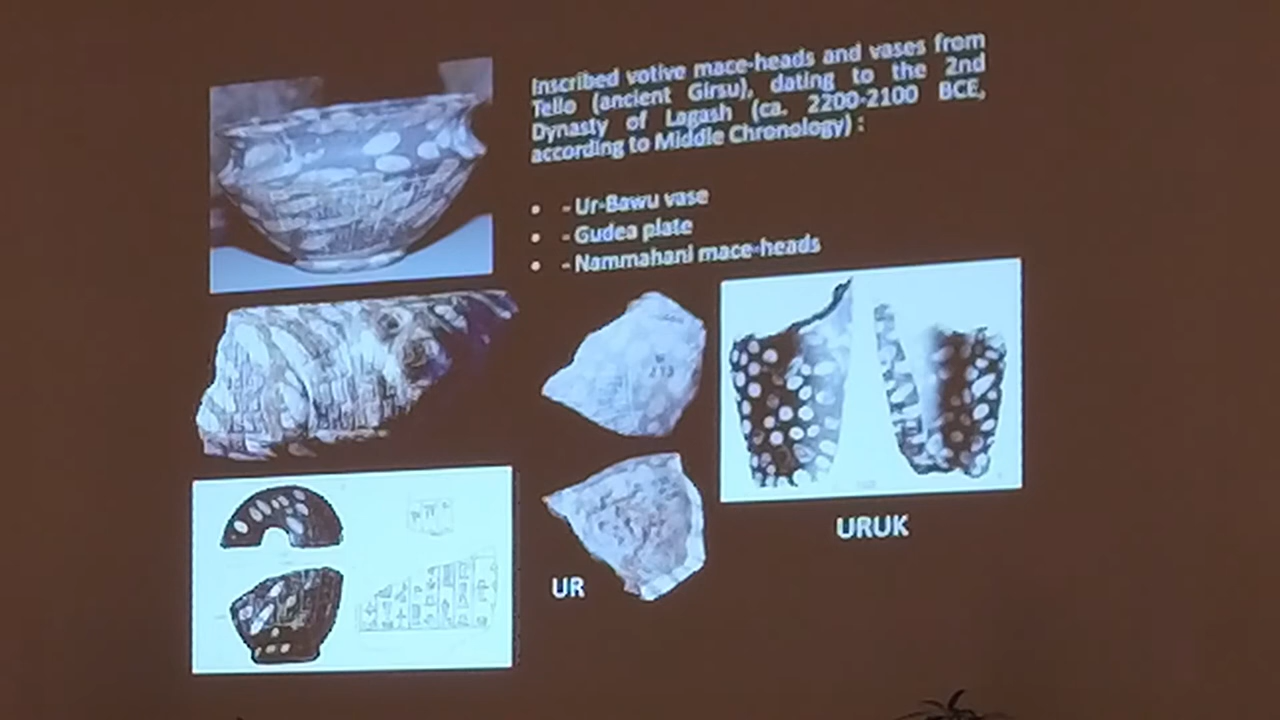 Inscribed votive mace-heads and vases from
Tello (ancient Girsu), dating to the 2nd
Dynasty of Lagash (ca. 2200-2100 BCE,
according to Middle Chronology) :
• - Ur-Bawu vase
• - Gudea plate
• - Nammahani mace-heads
URUK
UR